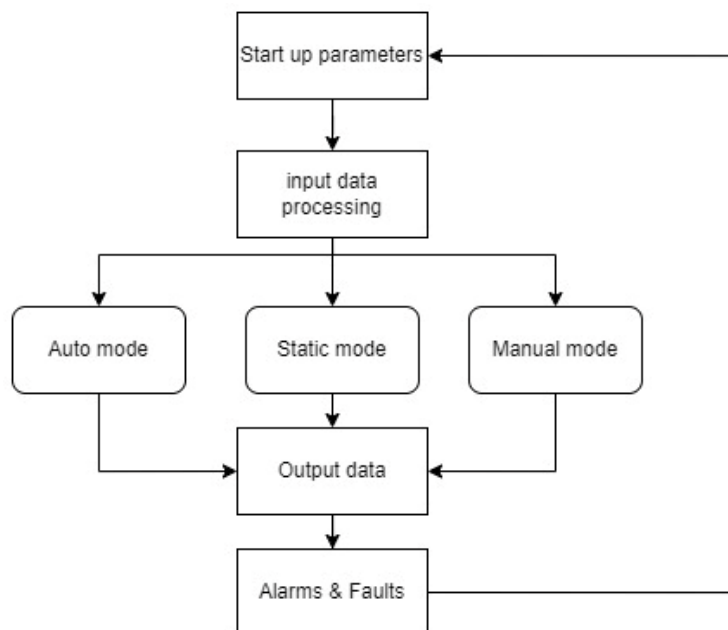 Start up parameters
input data
processing
Auto mode
Static mode
Manual mode
Output data
Alarms & Faults